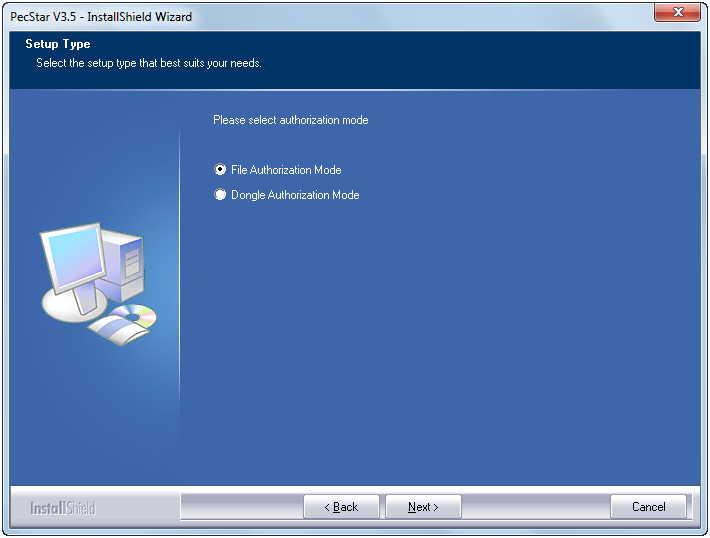 PecStar V3.5 - InstallShield Wizard
Setup Type
Select the setup type that best suits your needs.
Please select authorization mode
File Authorization Mode
Dongle Authorization Mode
InstallShield
< Back
Next >
Cancel